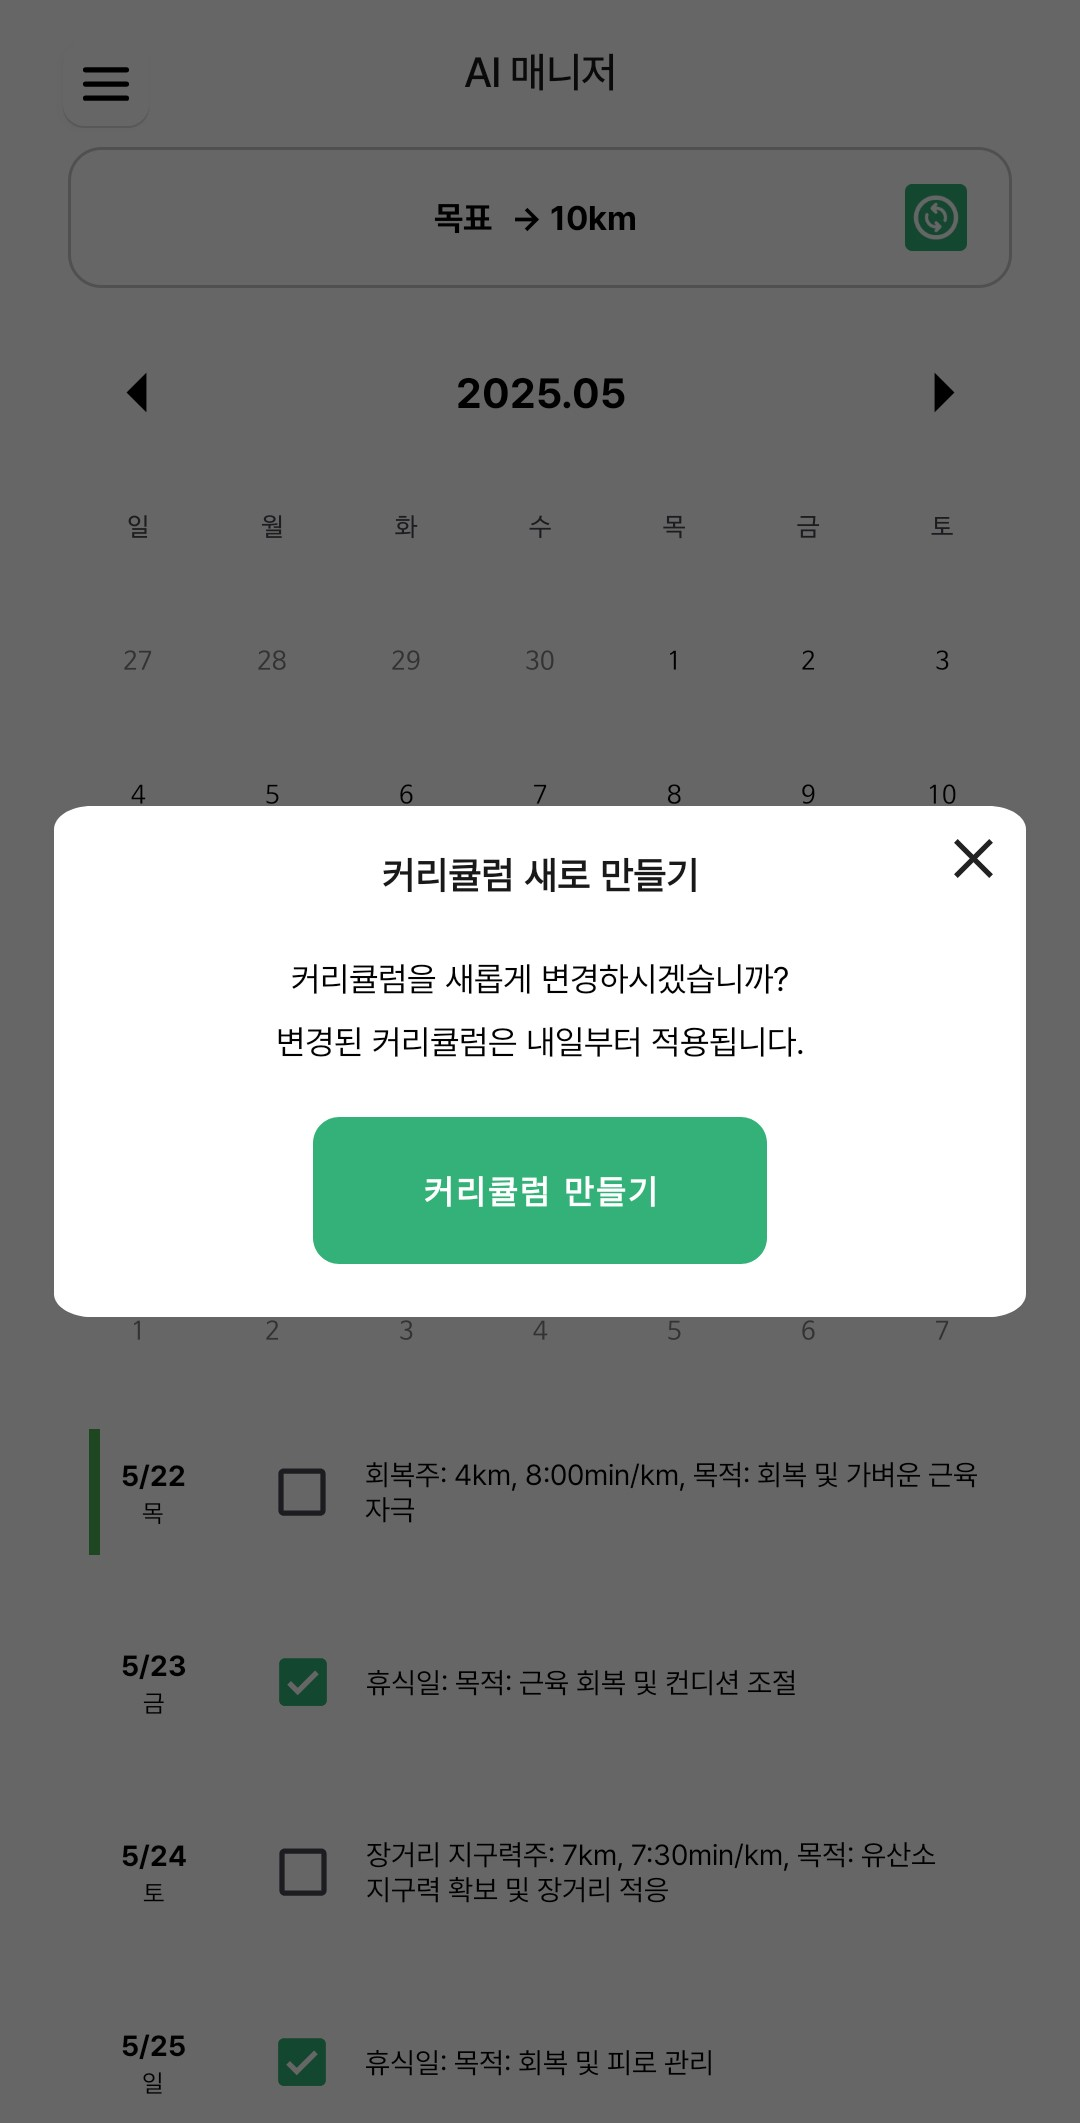 AI 매니저
목표 → 10km
2025.05
일 월 화 수 목 금 토
27 28 29 30 1 2 3
4 5 6 7 8 9 10
커리큘럼 새로 만들기
커리큘럼을 새롭게 변경하시겠습니까?
변경된 커리큘럼은 내일부터 적용됩니다.
커리큘럼 만들기
1 2 3 4 5 6 7
5/22
목
회복주: 4km, 8:00min/km, 목적: 회복 및 가벼운 근육
자극
5/23
금
휴식일: 목적: 근육 회복 및 컨디션 조절
5/24
토
장거리 지구력주: 7km, 7:30min/km, 목적: 유산소
지구력 확보 및 장거리 적응
5/25
일
휴식일: 목적: 회복 및 피로 관리